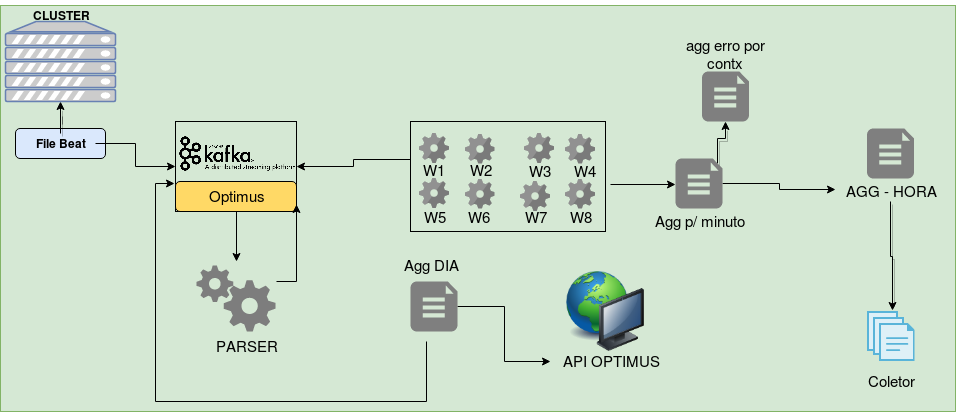 CLUSTER
File Beat
kafka
A distributed streaming platform
Optimus
PARSER
W1 W2 W3 W4
W5 W6 W7 W8
agg erro por
contx
Agg p/ minuto
AGG - HORA
Agg DIA
API OPTIMUS
Coletor